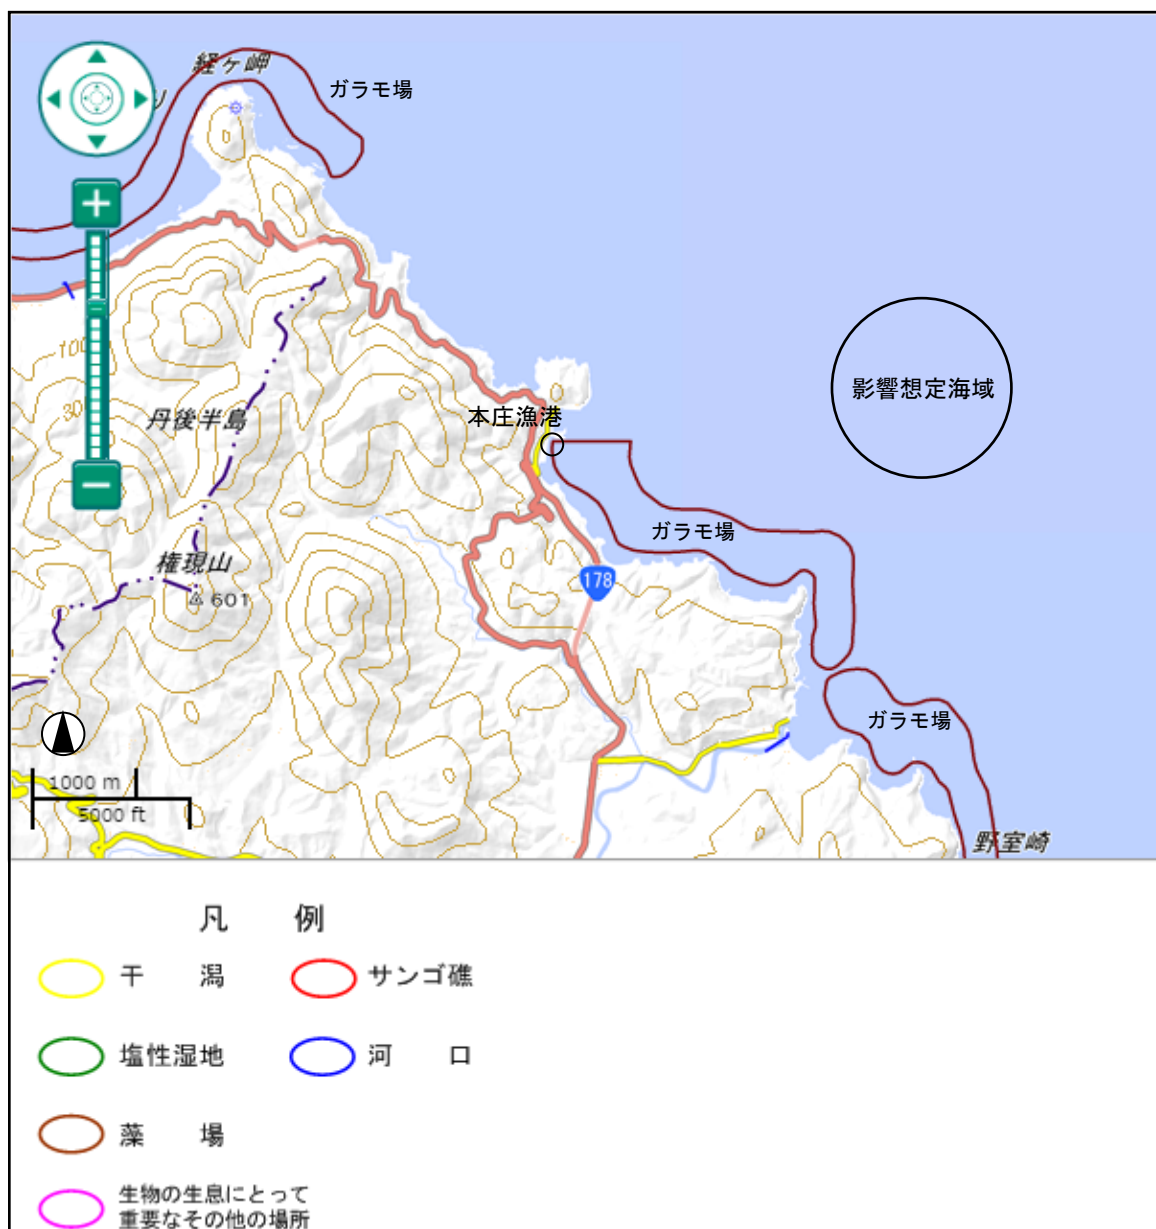 経ヶ岬
ガラモ場
影響想定海域
100
30
丹後半島
本庄漁港
ガラモ場
178
権現山
601
ガラモ場
1000 m
5000 ft
野室崎
凡 例
干 潟
サンゴ礁
塩性湿地
河 口
藻 場
生物の生息にとって
重要なその他の場所